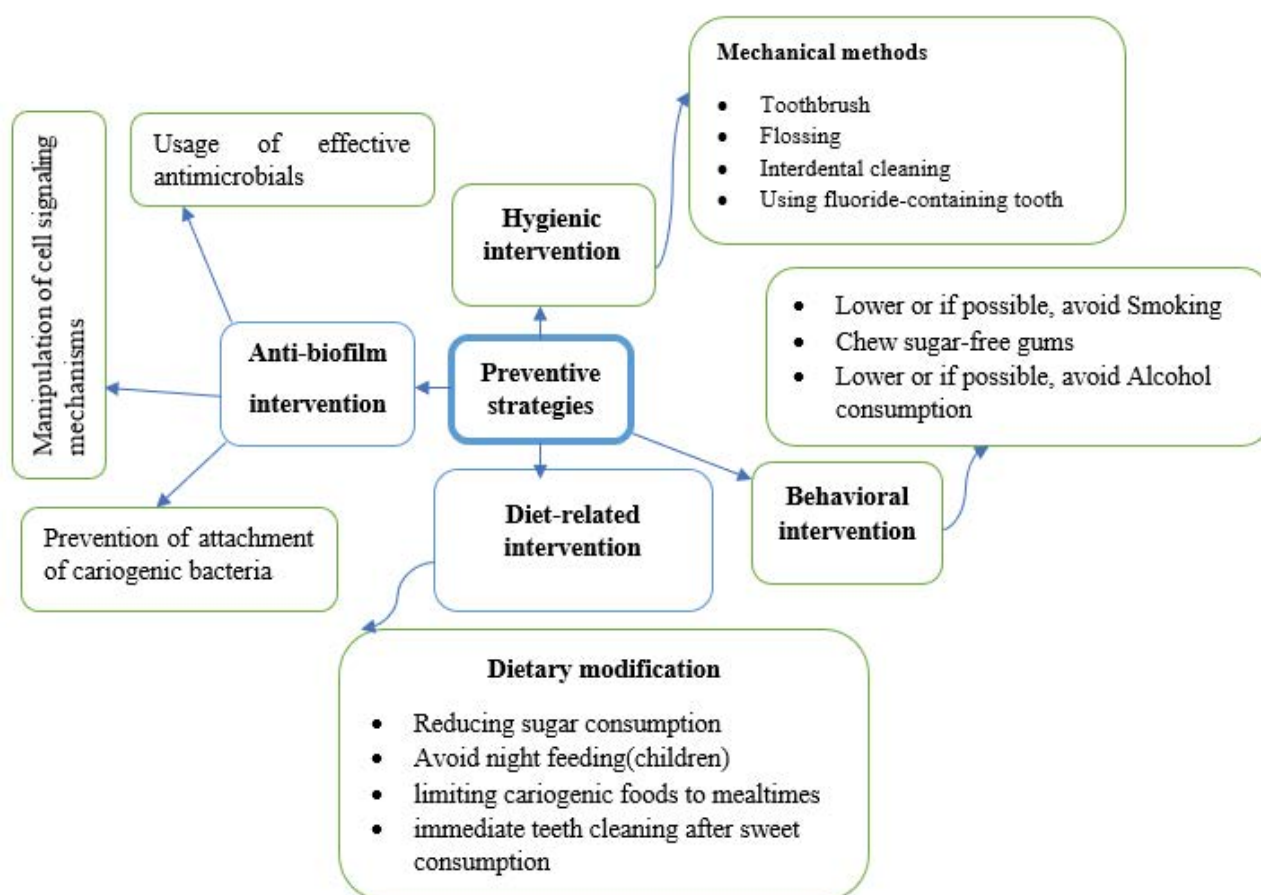 Mechanical methods
• Toothbrush
• Flossing
• Interdental cleaning
• Using fluoride-containing tooth
Manipulation of cell signaling
mechanisms
Usage of effective
antimicrobials
Hygienic
intervention
• Lower or if possible, avoid Smoking
• Chew sugar-free gums
• Lower or if possible, avoid Alcohol
consumption
Anti-biofilm
intervention
Preventive
strategies
Behavioral
intervention
Diet-related
intervention
Prevention of attachment
of cariogenic bacteria
Dietary modification
• Reducing sugar consumption
• Avoid night feeding(children)
• limiting cariogenic foods to mealtimes
• immediate teeth cleaning after sweet
consumption